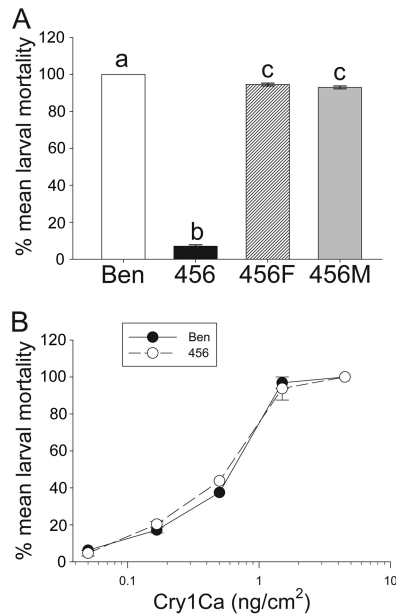 A
% mean larval mortality
120
100
80
60
40
20
0
a
b
c
c
Ben 456 456F 456M
B
% mean larval mortality
120
100
80
60
40
20
0
Ben
456
0.1 1 10
Cry1Ca (ng/cm²)